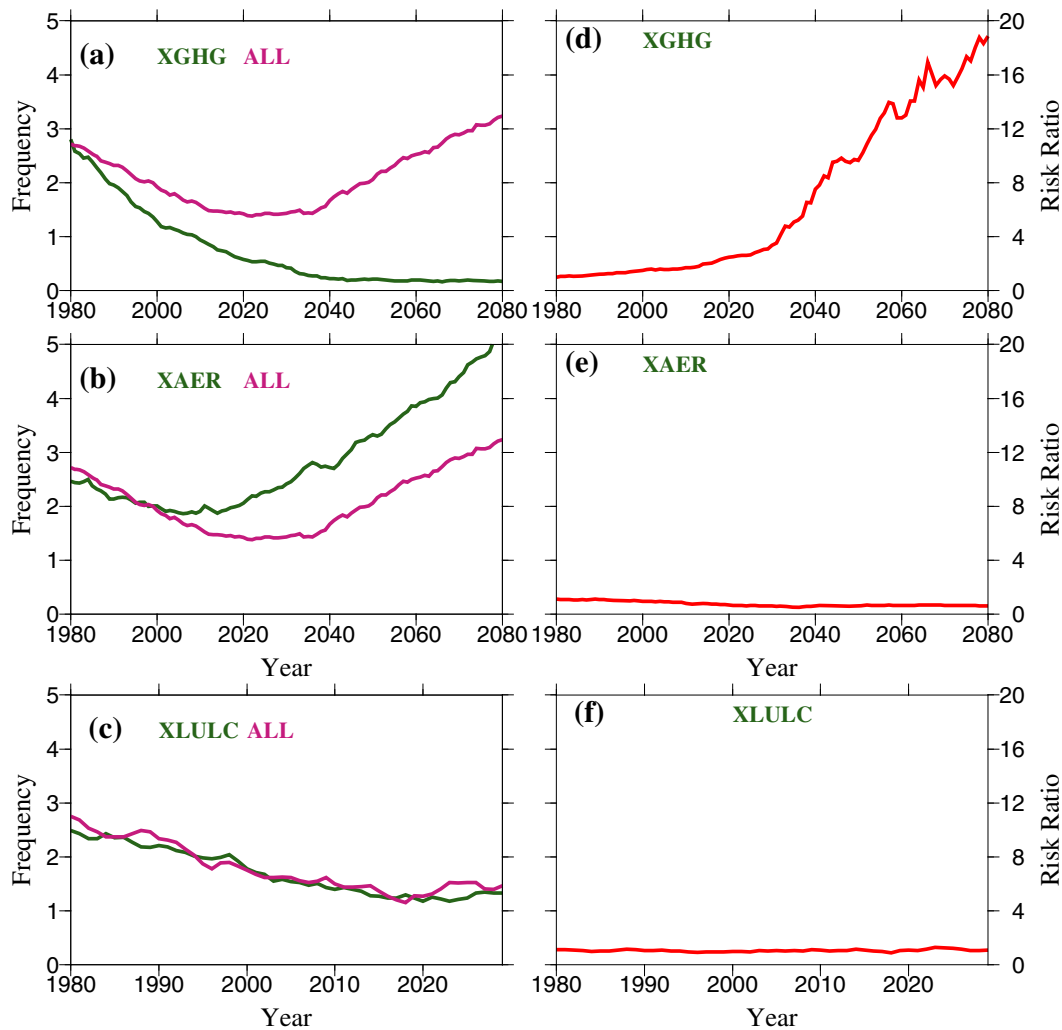 (a) XGHG ALL
5
4
3
2
1
0
Frequency
1980 2000 2020 2040 2060 2080
(d) XGHG
20
16
12
8
4
0
Risk Ratio
1980 2000 2020 2040 2060 2080
(b) XAER ALL
5
4
3
2
1
0
Frequency
1980 2000 2020 2040 2060 2080
Year
(e) XAER
20
16
12
8
4
0
Risk Ratio
1980 2000 2020 2040 2060 2080
Year
(c) XLULC ALL
5
4
3
2
1
0
Frequency
1980 1990 2000 2010 2020
Year
(f) XLULC
20
16
12
8
4
0
Risk Ratio
1980 1990 2000 2010 2020
Year